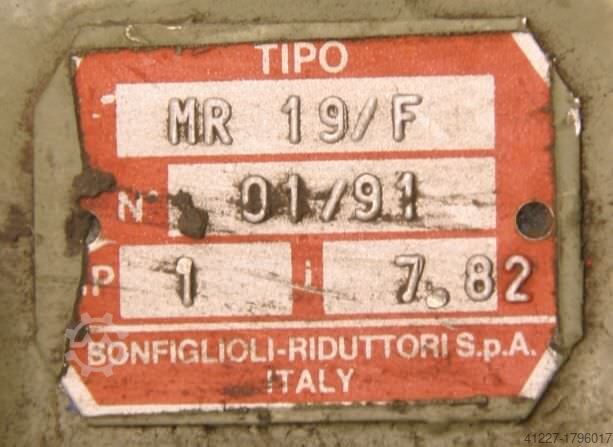 TIPO
MR 19/F
N° 01/91
.P 1 i 7.82
BONFIGLIOLI-RIDUTTORI S.p.A.
ITALY
41227-1796017